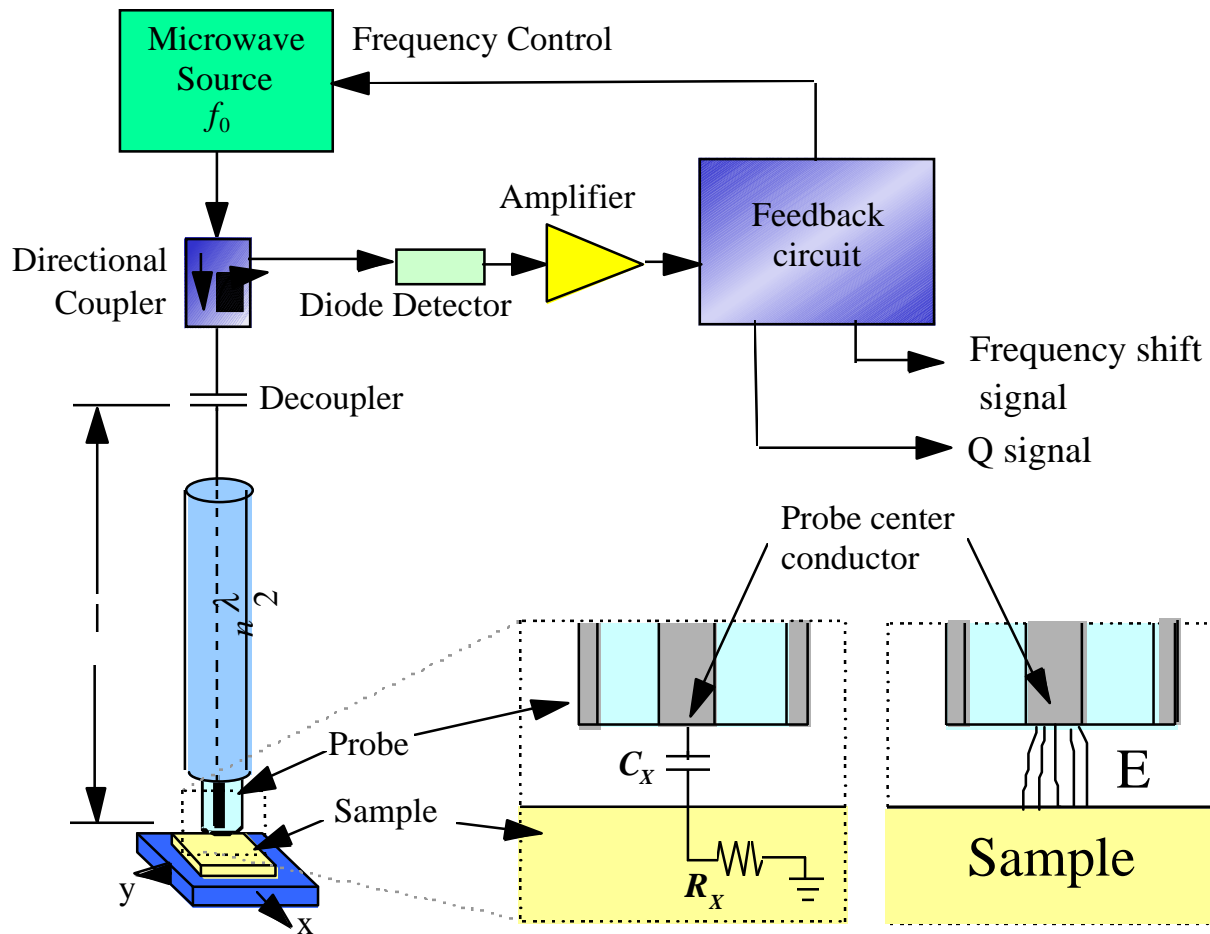 Microwave
Source
f0
Frequency Control
Amplifier
Feedback
circuit
Directional
Coupler
Diode Detector
Frequency shift
signal
Decoupler
Q signal
Probe center
conductor
nλ
2
Probe
CX
E
Sample
Sample
RX
y
x